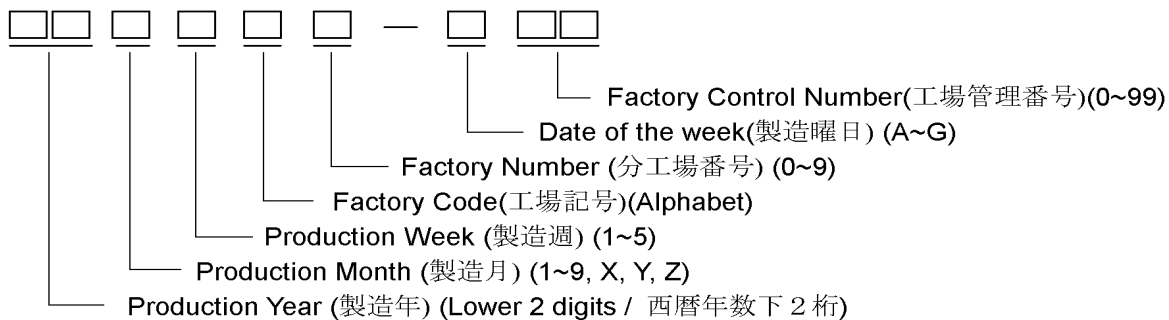 Factory Control Number(工場管理番号)(0~99)
Date of the week(製造曜日) (A~G)
Factory Number (分工場番号) (0~9)
Factory Code(工場記号)(Alphabet)
Production Week (製造週) (1~5)
Production Month (製造月) (1~9, X, Y, Z)
Production Year (製造年) (Lower 2 digits / 西暦年数下２桁)